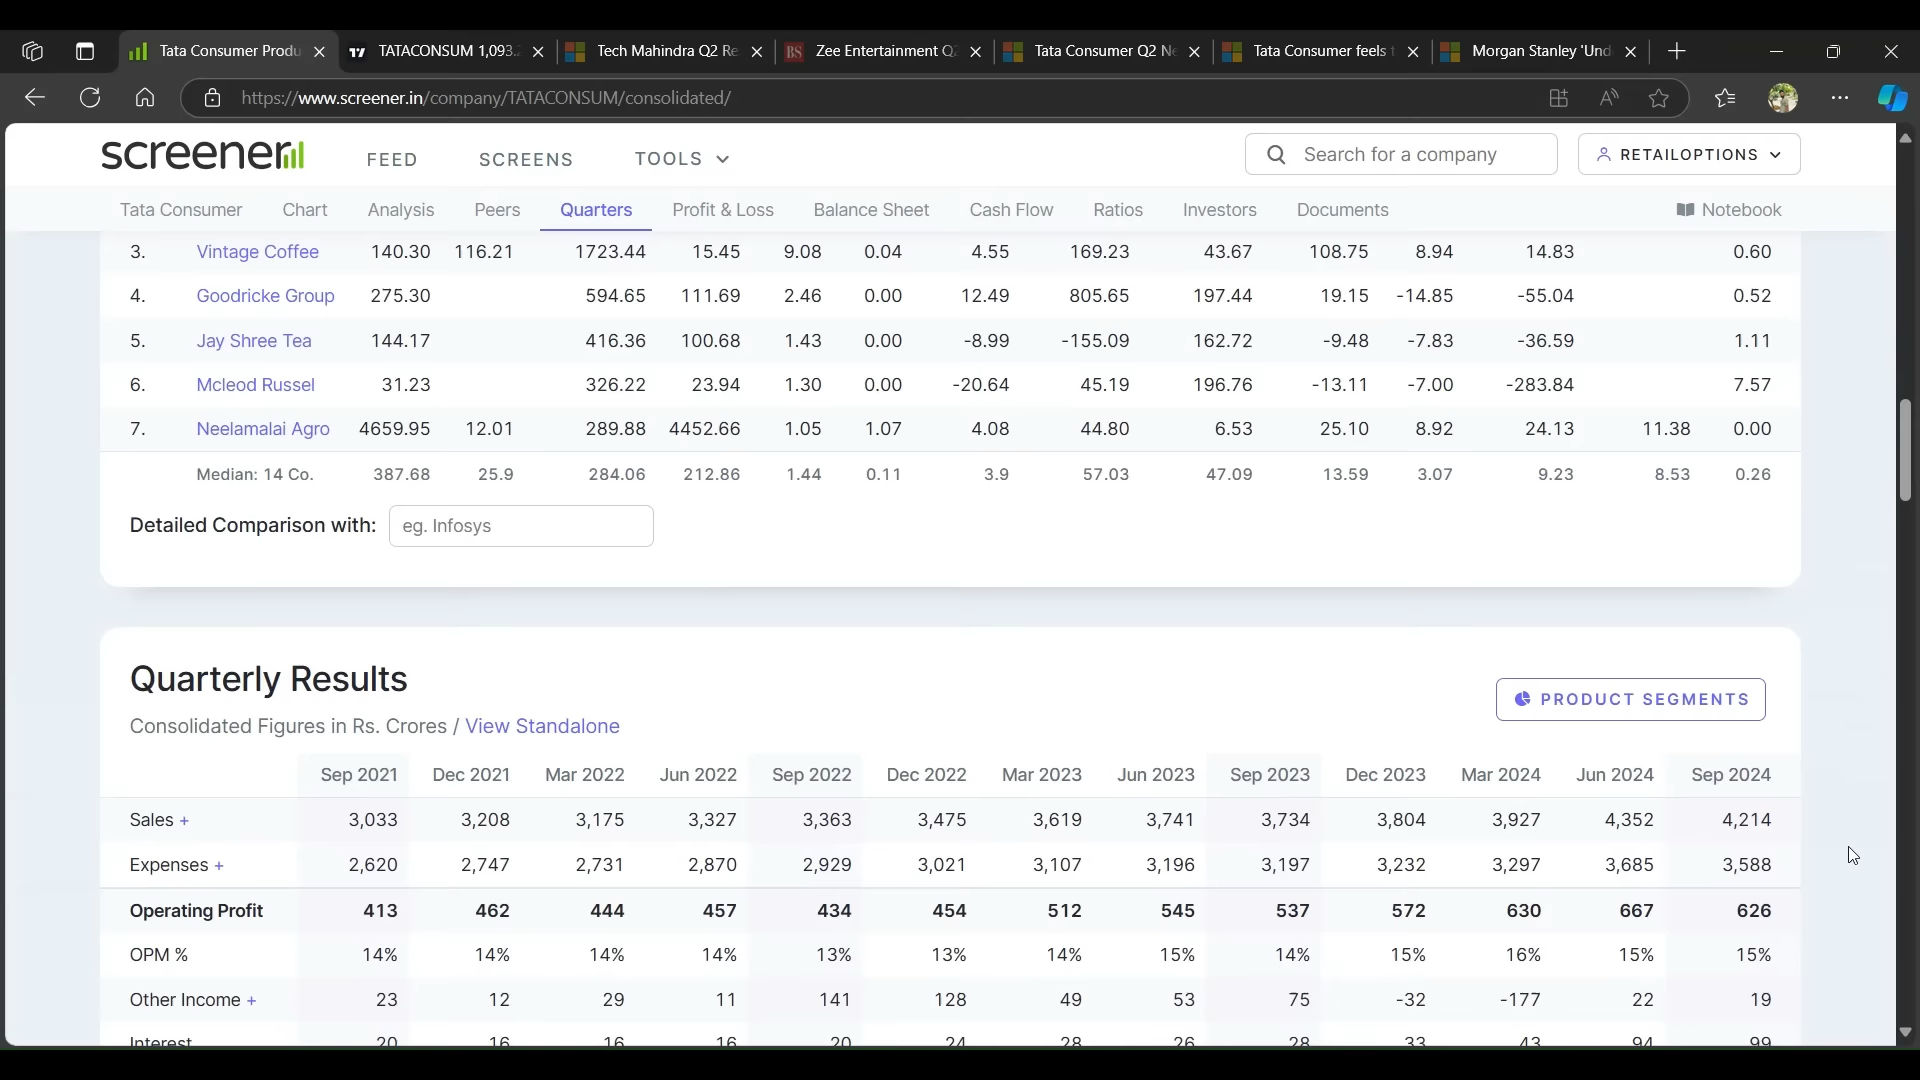 Tata Consumer Produ
TATACONSUM 1,093.
Tech Mahindra Q2 Re
BS Zee Entertainment Q
Tata Consumer Q2 Ne
Tata Consumer feels t
Morgan Stanley 'Und
https://www.screener.in/company/TATACONSUM/consolidated/
screener FEED SCREENS TOOLS Search for a company RETAILOPTIONS
Tata Consumer Chart Analysis Peers Quarters Profit & Loss Balance Sheet Cash Flow Ratios Investors Documents Notebook
3. Vintage Coffee 140.30 116.21 1723.44 15.45 9.08 0.04 4.55 169.23 43.67 108.75 8.94 14.83 0.60
4. Goodricke Group 275.30 594.65 111.69 2.46 0.00 12.49 805.65 197.44 19.15 -14.85 -55.04 0.52
5. Jay Shree Tea 144.17 416.36 100.68 1.43 0.00 -8.99 -155.09 162.72 -9.48 -7.83 -36.59 1.11
6. Mcleod Russel 31.23 326.22 23.94 1.30 0.00 -20.64 45.19 196.76 -13.11 -7.00 -283.84 7.57
7. Neelamalai Agro 4659.95 12.01 289.88 4452.66 1.05 1.07 4.08 44.80 6.53 25.10 8.92 24.13 11.38 0.00
Median: 14 Co. 387.68 25.9 284.06 212.86 1.44 0.11 3.9 57.03 47.09 13.59 3.07 9.23 8.53 0.26
Detailed Comparison with: eg. Infosys
Quarterly Results
PRODUCT SEGMENTS
Consolidated Figures in Rs. Crores / View Standalone
Sep 2021 Dec 2021 Mar 2022 Jun 2022 Sep 2022 Dec 2022 Mar 2023 Jun 2023 Sep 2023 Dec 2023 Mar 2024 Jun 2024 Sep 2024
Sales + 3,033 3,208 3,175 3,327 3,363 3,475 3,619 3,741 3,734 3,804 3,927 4,352 4,214
Expenses + 2,620 2,747 2,731 2,870 2,929 3,021 3,107 3,196 3,197 3,232 3,297 3,685 3,588
Operating Profit 413 462 444 457 434 454 512 545 537 572 630 667 626
OPM % 14% 14% 14% 14% 13% 13% 14% 15% 14% 15% 16% 15% 15%
Other Income + 23 12 29 11 141 128 49 53 75 -32 -177 22 19
Interest 20 16 16 16 20 24 28 26 28 33 43 94 99